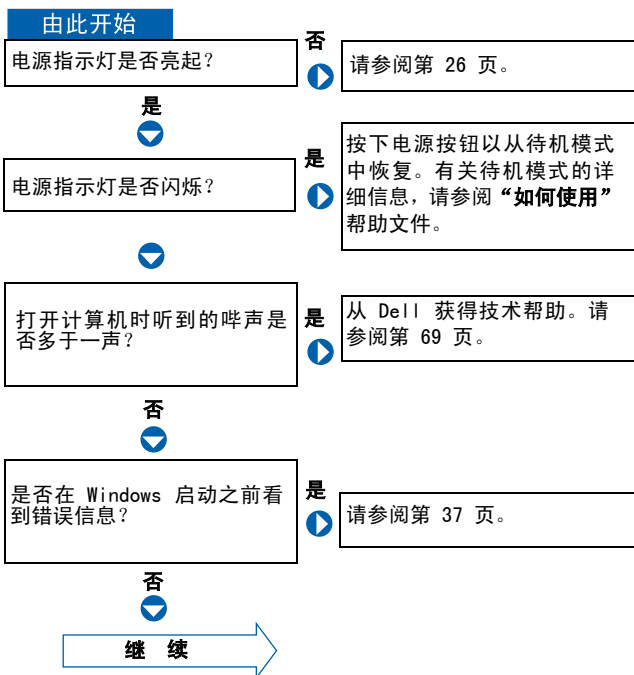 由此开始
电源指示灯是否亮起？
否
请参阅第 26 页。
是
电源指示灯是否闪烁？
是
按下电源按钮以从待机模式
中恢复。有关待机模式的详
细信息，请参阅“如何使用”
帮助文件。
打开计算机时听到的哔声是
否多于一声？
是
从 Dell 获得技术帮助。请
参阅第 69 页。
否
是否在 Windows 启动之前看
到错误信息？
是
请参阅第 37 页。
否
继 续